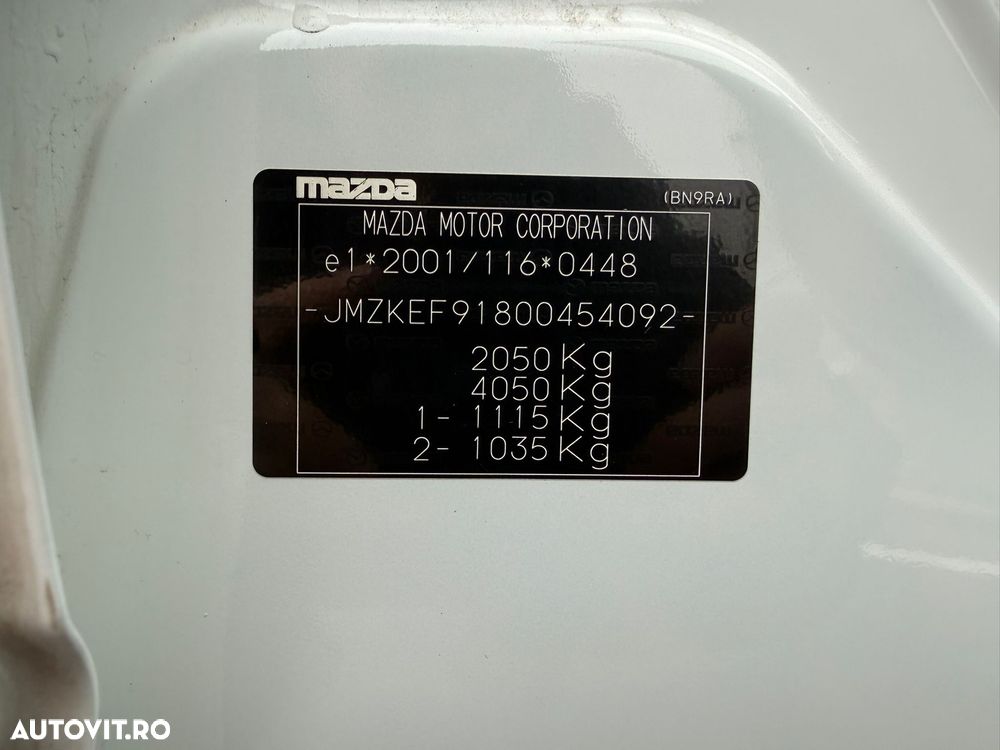 mazda
(BN9RA)
MAZDA MOTOR CORPORATION
e1*2001/116*0448
-JMZKEF91800454092-
2050 Kg
4050 Kg
1- 1115 Kg
2- 1035 Kg
AUTOVIT.RO